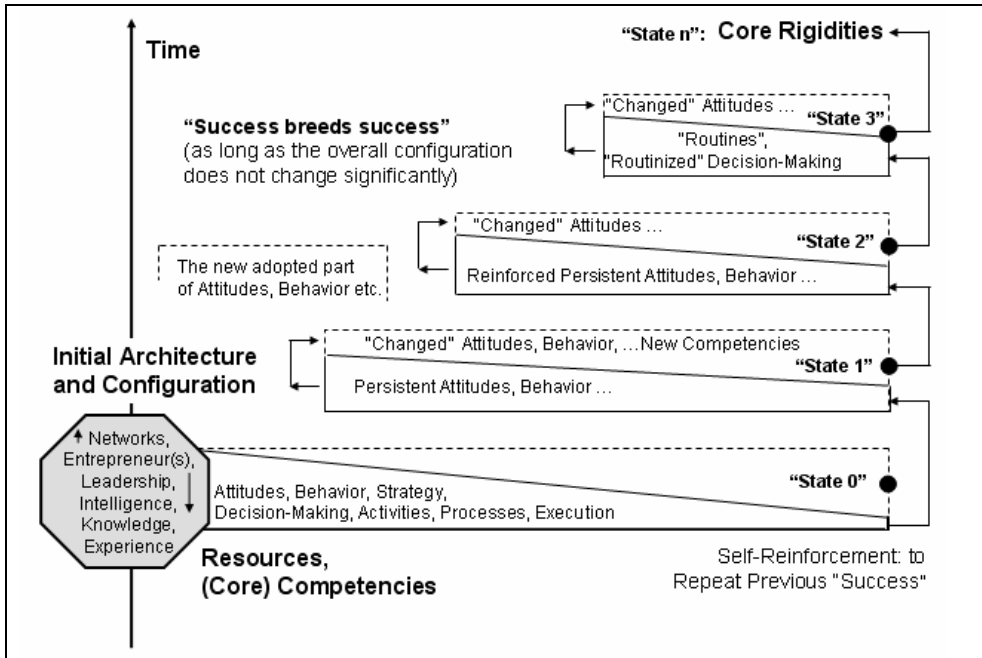 Time
"State n": Core Rigidities
"Changed" Attitudes ...
"State 3"
"Routines",
"Routinized" Decision-Making
"Success breeds success"
(as long as the overall configuration
does not change significantly)
"Changed" Attitudes ...
"State 2"
Reinforced Persistent Attitudes, Behavior ...
The new adopted part
of Attitudes, Behavior etc.
"Changed" Attitudes, Behavior, ...New Competencies
"State 1"
Persistent Attitudes, Behavior ...
Initial Architecture
and Configuration
Networks,
Entrepreneur(s),
Leadership,
Intelligence,
Knowledge,
Experience
"State 0"
Attitudes, Behavior, Strategy,
Decision-Making, Activities, Processes, Execution
Resources,
(Core) Competencies
Self-Reinforcement: to
Repeat Previous "Success"